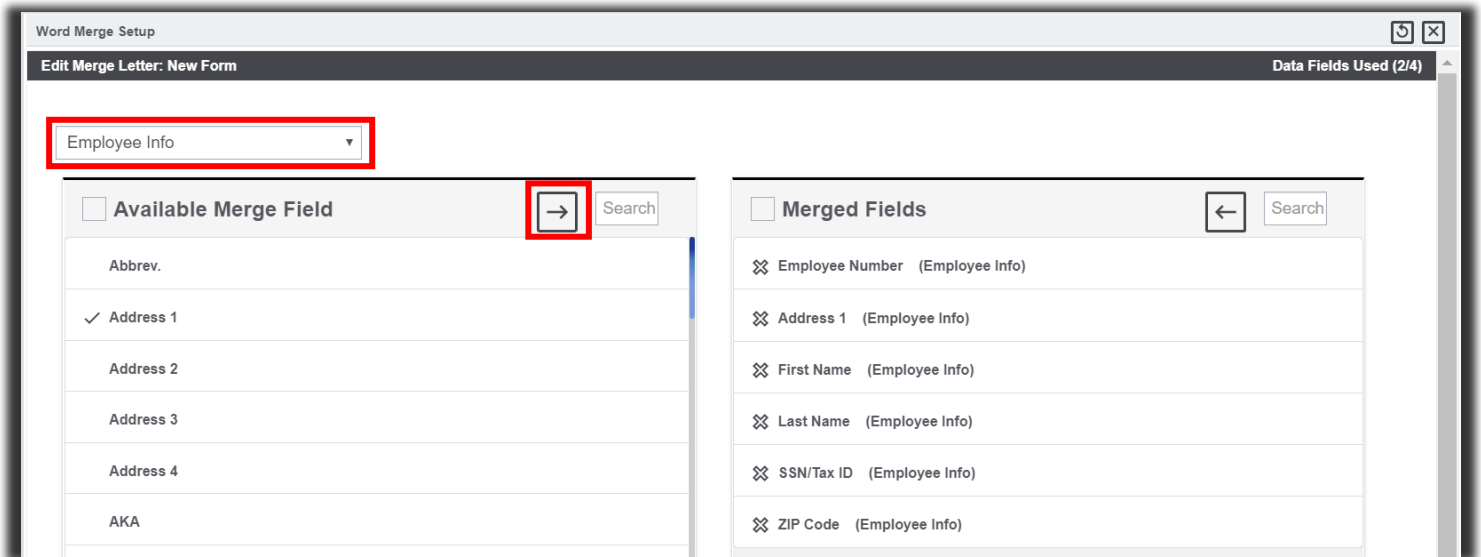 Word Merge Setup
Edit Merge Letter: New Form
Data Fields Used (2/4)
Employee Info
Available Merge Field
Search
Abbrev.
Address 1
Address 2
Address 3
Address 4
AKA
Merged Fields
Search
Employee Number (Employee Info)
Address 1 (Employee Info)
First Name (Employee Info)
Last Name (Employee Info)
SSN/Tax ID (Employee Info)
ZIP Code (Employee Info)